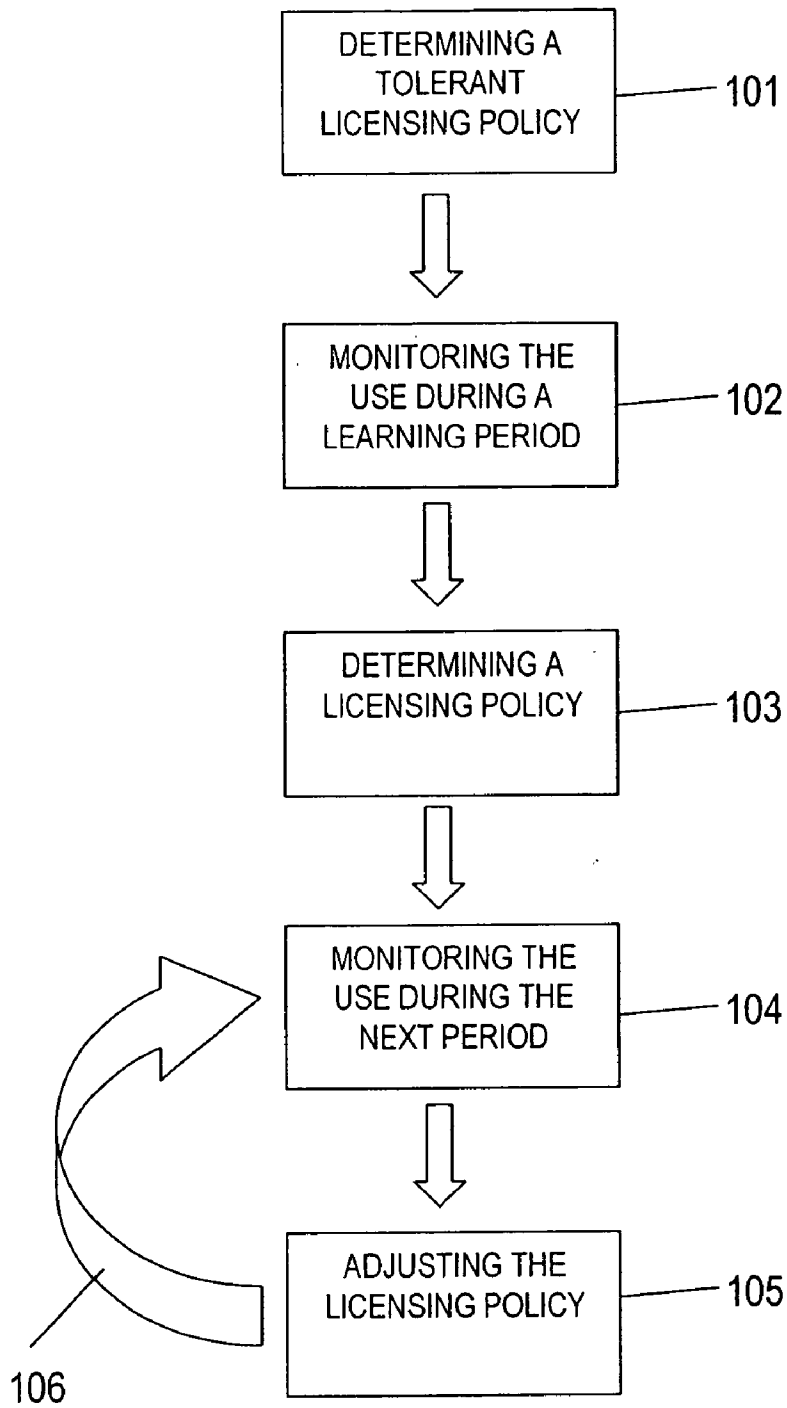 DETERMINING A
TOLERANT
LICENSING POLICY
101
MONITORING THE
USE DURING A
LEARNING PERIOD
102
DETERMINING A
LICENSING POLICY
103
MONITORING THE
USE DURING THE
NEXT PERIOD
104
ADJUSTING THE
LICENSING POLICY
105
106